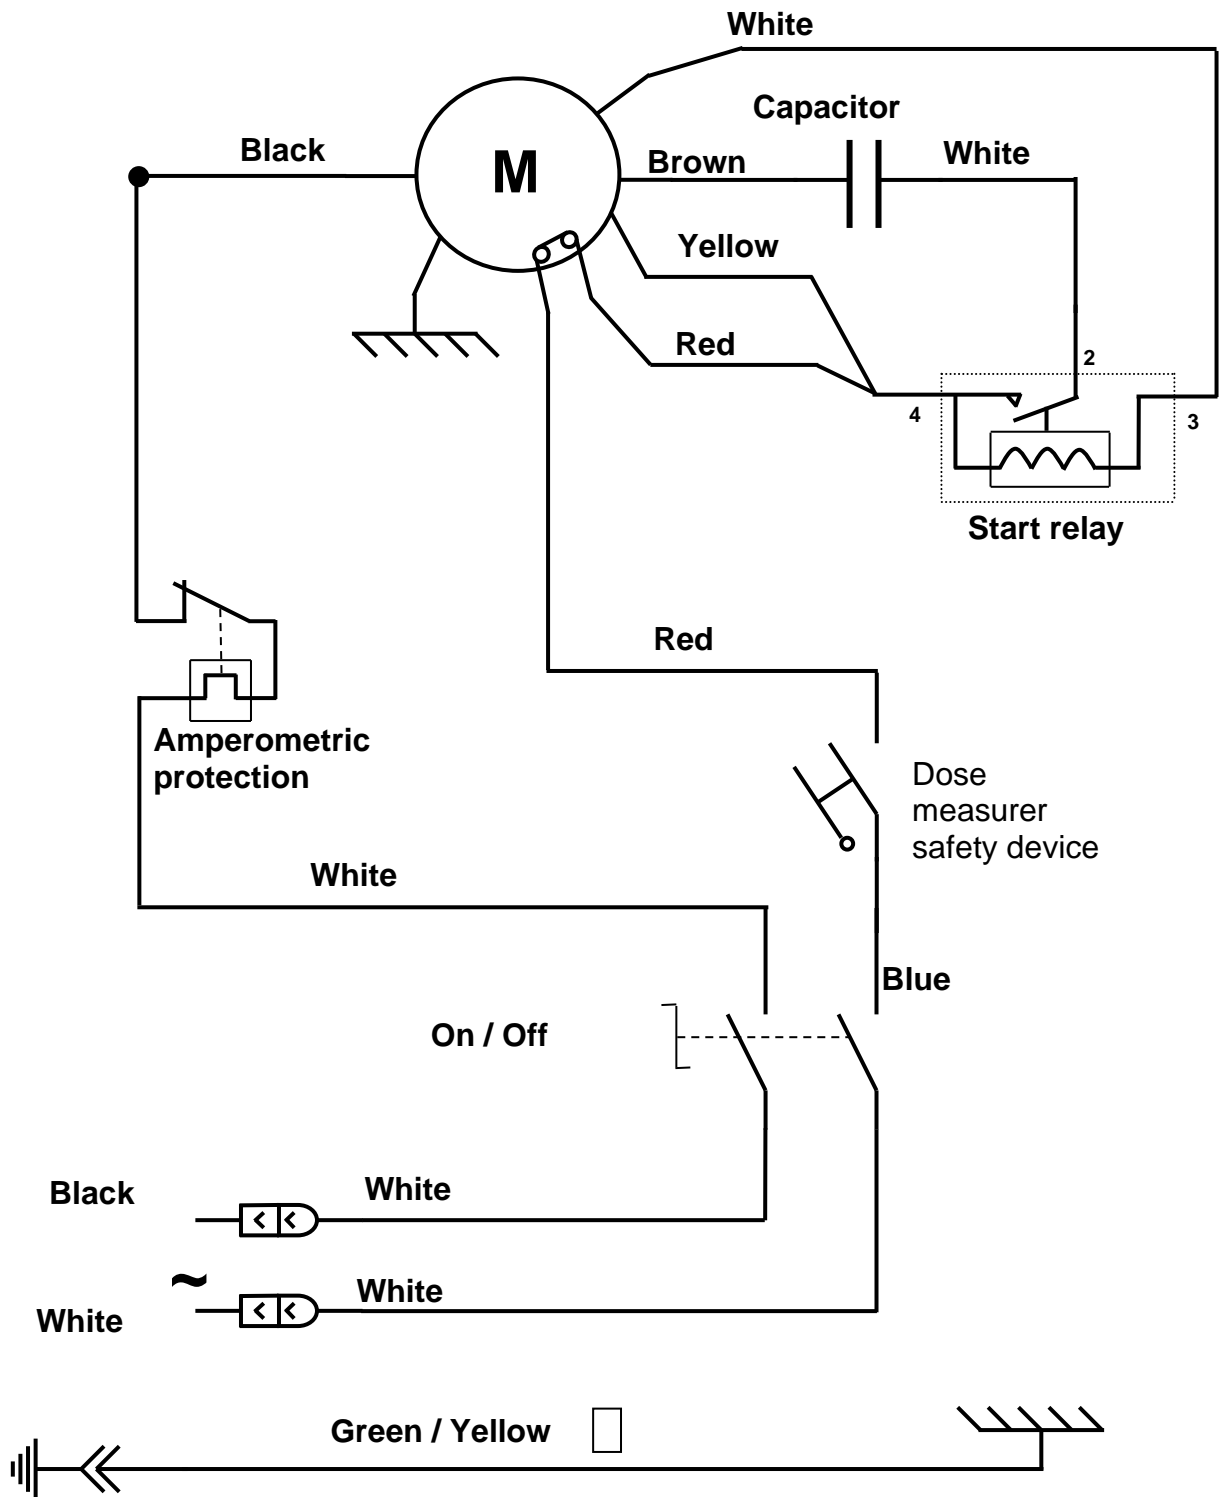 White
Capacitor
Black
M
Brown
White
Yellow
Red
2
4
3
Start relay
Red
Amperometric
protection
Dose
measurer
safety device
White
Blue
On / Off
Black
White
~
White
White
Green / Yellow